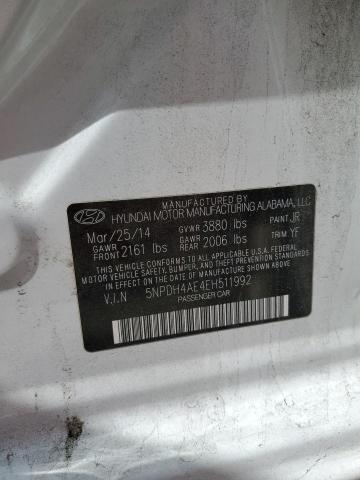 HYUNDAI MOTOR MANUFACTURING ALABAMA, LLC
Mar/25/14 GVWR 3880 lbs PAINT JR
GAWR FRONT 2161 lbs GAWR REAR 2006 lbs TRIM YF
THIS VEHICLE CONFORMS TO ALL APPLICABLE U.S.A. FEDERAL
MOTOR VEHICLE SAFETY, BUMPER, AND THEFT PREVENTION
STANDARDS IN EFFECT ON THE DATE OF MANUFACTURE SHOWN ABOVE.
V.I.N 5NPDH4AE4EH511992
PASSENGER CAR